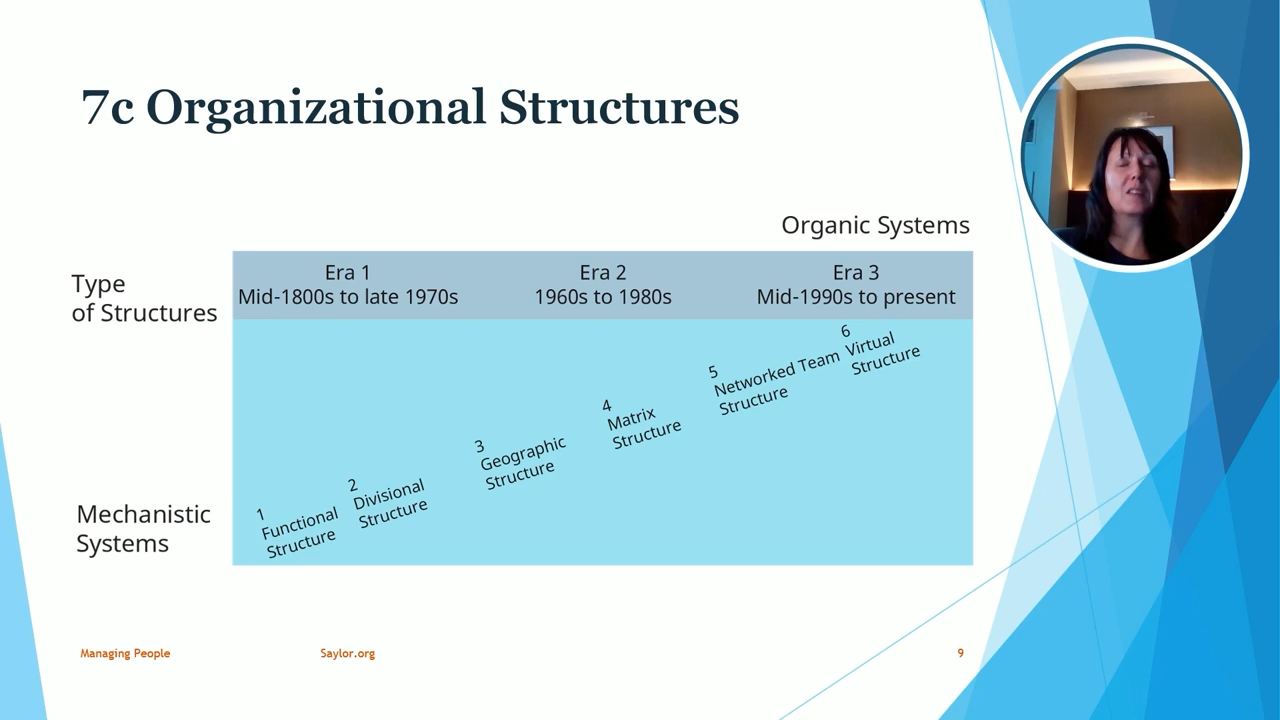 7c Organizational Structures
Organic Systems
Type
of Structures
Era 1
Mid-1800s to late 1970s
Era 2
1960s to 1980s
Era 3
Mid-1990s to present
6
Virtual
Structure
5
Networked Team
Structure
4
Matrix
Structure
3
Geographic
Structure
2
Divisional
Structure
1
Functional
Structure
Mechanistic
Systems
Managing People
Saylor.org
9